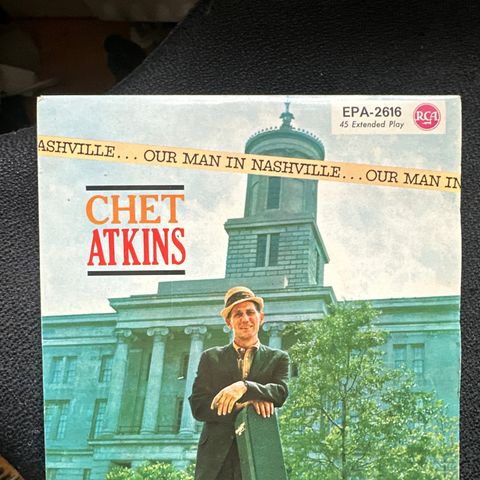 EPA-2616
45 Extended Play
RCA
ASHVILLE... OUR MAN IN NASHVILLE...OUR MAN IN
CHET
ATKINS